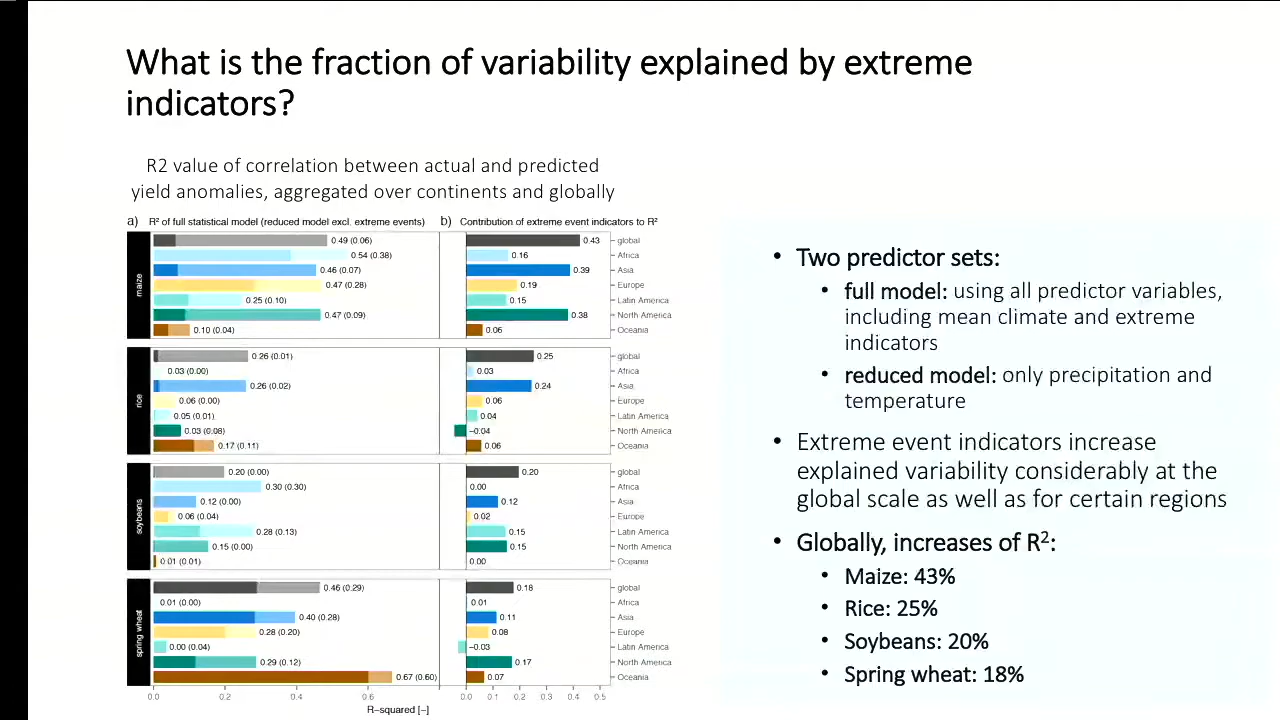 What is the fraction of variability explained by extreme
indicators?
R2 value of correlation between actual and predicted
yield anomalies, aggregated over continents and globally
a) R² of full statistical model (reduced model excl. extreme events)
b) Contribution of extreme event indicators to R²
maize
0.49 (0.06) 0.43 global
0.54 (0.38) 0.16 Africa
0.46 (0.07) 0.39 Asia
0.47 (0.28) 0.19 Europe
0.25 (0.10) 0.15 Latin America
0.47 (0.09) 0.38 North America
0.10 (0.04) 0.06 Oceania
rice
0.26 (0.01) 0.25 global
0.03 (0.00) 0.03 Africa
0.26 (0.02) 0.24 Asia
0.06 (0.00) 0.06 Europe
0.05 (0.01) 0.04 Latin America
0.03 (0.08) −0.04 North America
0.17 (0.11) 0.06 Oceania
soybeans
0.20 (0.00) 0.20 global
0.30 (0.30) 0.00 Africa
0.12 (0.00) 0.12 Asia
0.06 (0.04) 0.02 Europe
0.28 (0.13) 0.15 Latin America
0.15 (0.00) 0.15 North America
0.01 (0.01) 0.00 Oceania
spring wheat
0.46 (0.29) 0.18 global
0.01 (0.00) 0.01 Africa
0.40 (0.28) 0.11 Asia
0.28 (0.20) 0.08 Europe
0.00 (0.04) −0.03 Latin America
0.29 (0.12) 0.17 North America
0.67 (0.60) 0.07 Oceania
0.0 0.2 0.4 0.6 0.0 0.1 0.2 0.3 0.4 0.5
R−squared [−]
• Two predictor sets:
• full model: using all predictor variables,
including mean climate and extreme
indicators
• reduced model: only precipitation and
temperature
• Extreme event indicators increase
explained variability considerably at the
global scale as well as for certain regions
• Globally, increases of R²:
• Maize: 43%
• Rice: 25%
• Soybeans: 20%
• Spring wheat: 18%